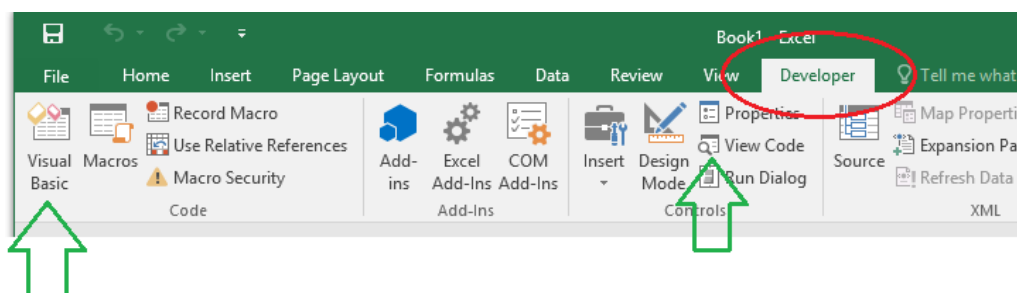 Book1 - Excel
File Home Insert Page Layout Formulas Data Review View Developer Tell me what
Visual Basic
Macros
Record Macro
Use Relative References
Macro Security
Code
Add-ins
Excel Add-Ins
COM Add-Ins
Add-Ins
Insert
Design Mode
Properties
View Code
Run Dialog
Controls
Source
Map Properti
Expansion Pa
Refresh Data
XML